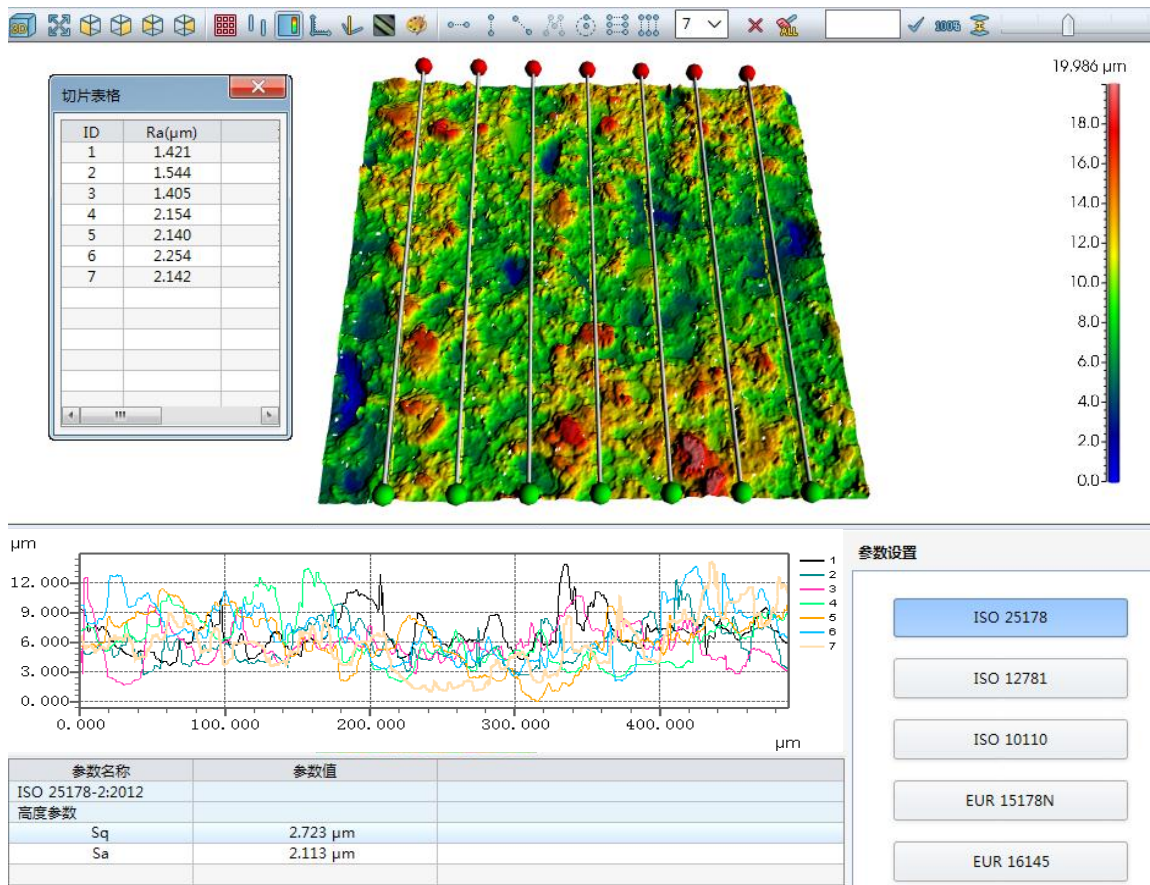 3D
ALL
7
100%
切片表格
ID Ra(μm)
1 1.421
2 1.544
3 1.405
4 2.154
5 2.140
6 2.254
7 2.142
19.986 μm
18.0
16.0
14.0
12.0
10.0
8.0
6.0
4.0
2.0
0.0
μm
12.000
9.000
6.000
3.000
0.000
0.000 100.000 200.000 300.000 400.000
μm
1
2
3
4
5
6
7
参数名称 参数值
ISO 25178-2:2012
高度参数
Sq 2.723 μm
Sa 2.113 μm
参数设置
ISO 25178
ISO 12781
ISO 10110
EUR 15178N
EUR 16145